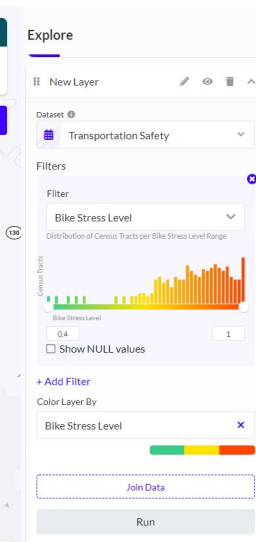 Explore
New Layer
Dataset
Transportation Safety
Filters
Filter
Bike Stress Level
Distribution of Census Tracts per Bike Stress Level Range
Census Tracts
Bike Stress Level
0.4 1
Show NULL values
+ Add Filter
Color Layer By
Bike Stress Level
Join Data
Run
130